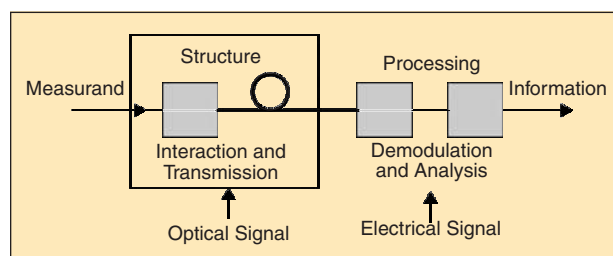 Structure
Processing
Measurand
Information
Interaction and
Transmission
Demodulation
and Analysis
Optical Signal
Electrical Signal